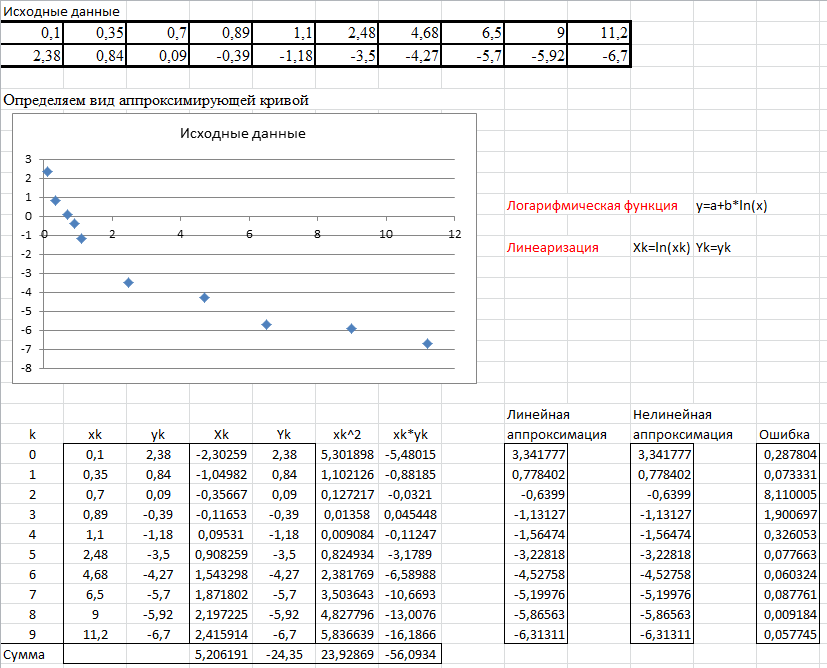 Исходные данные
0,1 0,35 0,7 0,89 1,1 2,48 4,68 6,5 9 11,2
2,38 0,84 0,09 -0,39 -1,18 -3,5 -4,27 -5,7 -5,92 -6,7
Определяем вид аппроксимирующей кривой
Исходные данные
3
2
1
0
-1
-2
-3
-4
-5
-6
-7
-8
0 2 4 6 8 10 12
Логарифмическая функция y=a+b*ln(x)
Линеаризация Xk=ln(xk) Yk=yk
Линейная Нелинейная
k xk yk Xk Yk xk^2 xk*yk аппроксимация аппроксимация Ошибка
0 0,1 2,38 -2,30259 2,38 5,301898 -5,48015 3,341777 3,341777 0,287804
1 0,35 0,84 -1,04982 0,84 1,102126 -0,88185 0,778402 0,778402 0,073331
2 0,7 0,09 -0,35667 0,09 0,127217 -0,0321 -0,6399 -0,6399 8,110005
3 0,89 -0,39 -0,11653 -0,39 0,01358 0,045448 -1,13127 -1,13127 1,900697
4 1,1 -1,18 0,09531 -1,18 0,009084 -0,11247 -1,56474 -1,56474 0,326053
5 2,48 -3,5 0,908259 -3,5 0,824934 -3,1789 -3,22818 -3,22818 0,077663
6 4,68 -4,27 1,543298 -4,27 2,381769 -6,58988 -4,52758 -4,52758 0,060324
7 6,5 -5,7 1,871802 -5,7 3,503643 -10,6693 -5,19976 -5,19976 0,087761
8 9 -5,92 2,197225 -5,92 4,827796 -13,0076 -5,86563 -5,86563 0,009184
9 11,2 -6,7 2,415914 -6,7 5,836639 -16,1866 -6,31311 -6,31311 0,057745
Сумма 5,206191 -24,35 23,92869 -56,0934